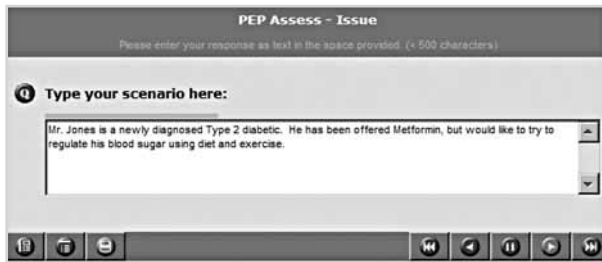 PEP Assess - Issue
Please enter your response as text in the space provided. (< 500 characters)
Q Type your scenario here:
Mr. Jones is a newly diagnosed Type 2 diabetic. He has been offered Metformin, but would like to try to
regulate his blood sugar using diet and exercise.